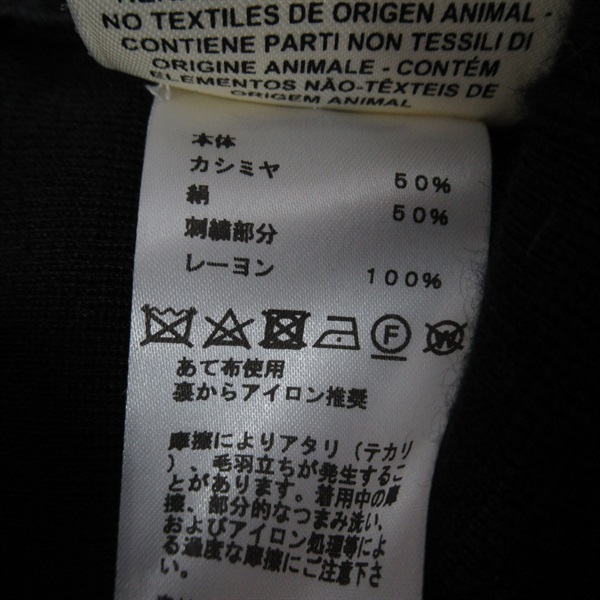 NO TEXTILES DE ORIGEN ANIMAL -
CONTIENE PARTI NON TESSILI DI
ORIGINE ANIMALE - CONTÉM
ELEMENTOS NÃO-TÊXTEIS DE
ORIGEM ANIMAL
本体
カシミヤ 50%
絹 50%
刺繍部分
レーヨン 100%
F W
あて布使用
裏からアイロン推奨
摩擦によりアタリ（テカリ
）、毛羽立ちが発生するこ
とがあります。着用中の摩
擦、部分的なつまみ洗い、
およびアイロン処理等によ
る過度な摩擦にご注意下さ
い。